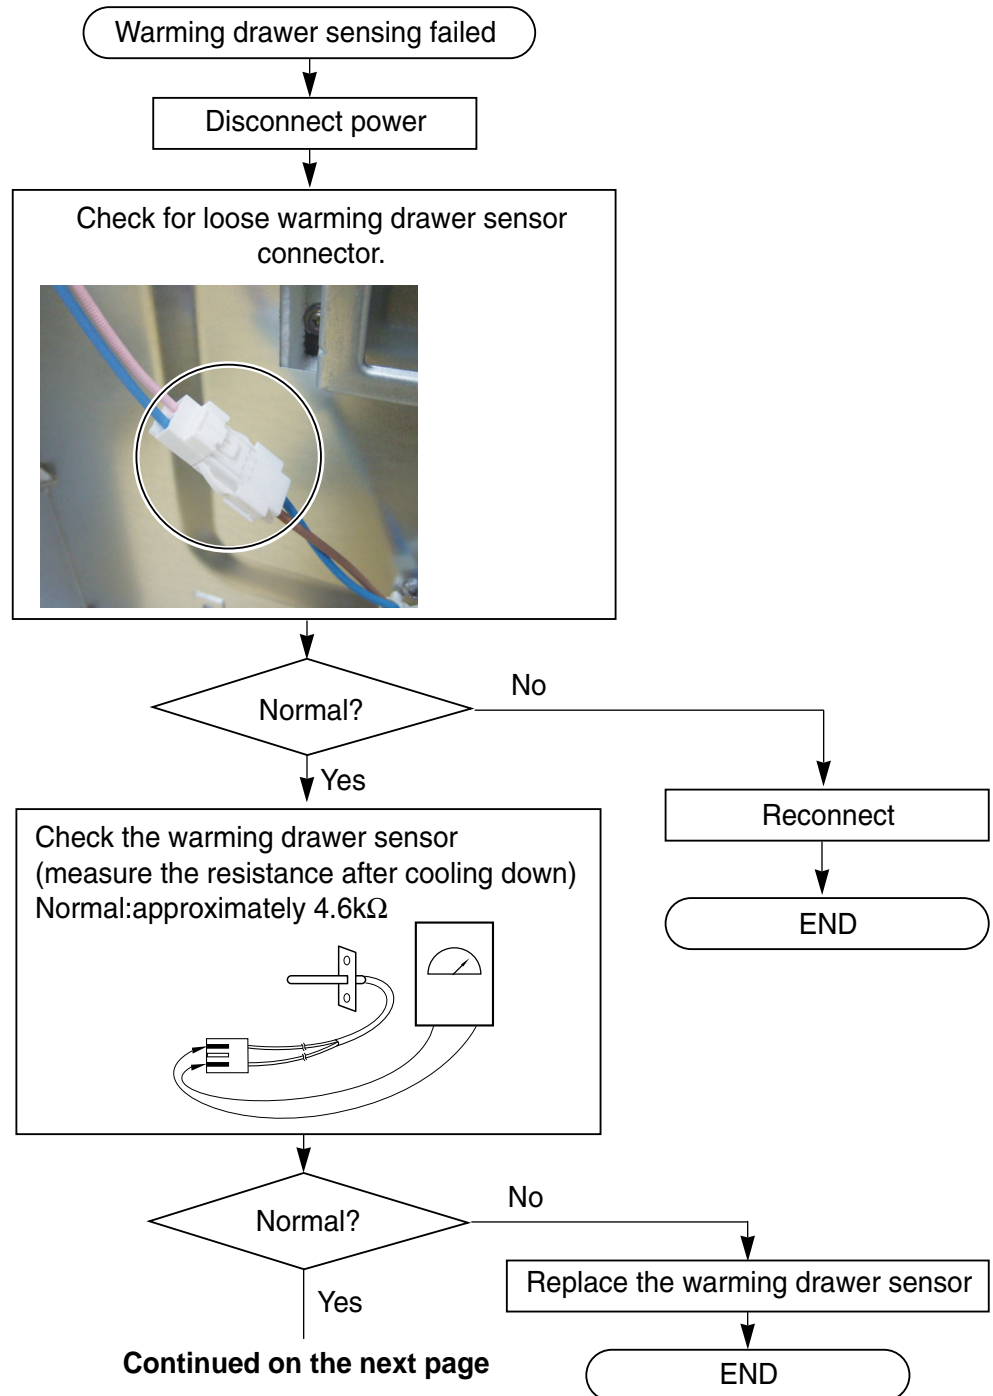 Warming drawer sensing failed
Disconnect power
Check for loose warming drawer sensor
connector.
Normal?
No
Yes
Reconnect
END
Check the warming drawer sensor
(measure the resistance after cooling down)
Normal:approximately 4.6kΩ
Normal?
No
Yes
Replace the warming drawer sensor
END
Continued on the next page